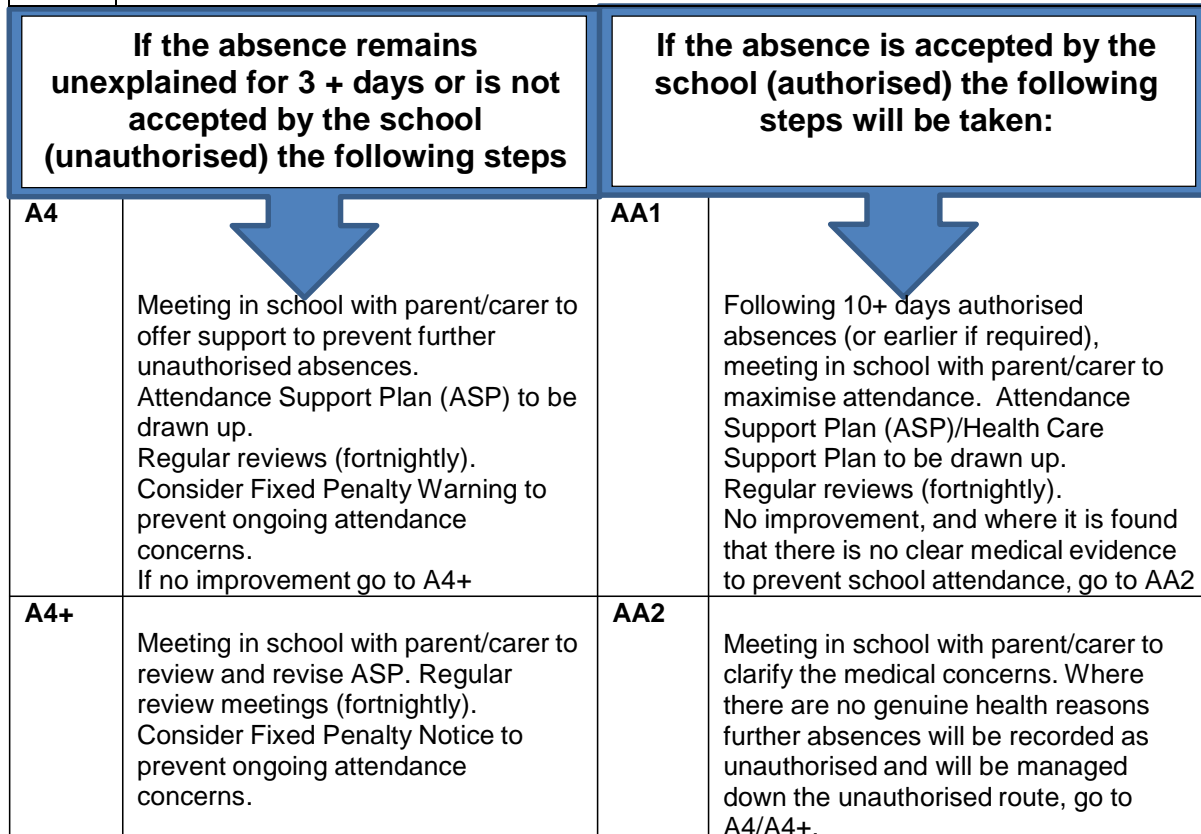 If the absence remains
unexplained for 3 + days or is not
accepted by the school
(unauthorised) the following steps
If the absence is accepted by the
school (authorised) the following
steps will be taken:
A4
Meeting in school with parent/carer to
offer support to prevent further
unauthorised absences.
Attendance Support Plan (ASP) to be
drawn up.
Regular reviews (fortnightly).
Consider Fixed Penalty Warning to
prevent ongoing attendance
concerns.
If no improvement go to A4+
AA1
Following 10+ days authorised
absences (or earlier if required),
meeting in school with parent/carer to
maximise attendance.  Attendance
Support Plan (ASP)/Health Care
Support Plan to be drawn up.
Regular reviews (fortnightly).
No improvement, and where it is found
that there is no clear medical evidence
to prevent school attendance, go to AA2
A4+
Meeting in school with parent/carer to
review and revise ASP. Regular
review meetings (fortnightly).
Consider Fixed Penalty Notice to
prevent ongoing attendance
concerns.
AA2
Meeting in school with parent/carer to
clarify the medical concerns. Where
there are no genuine health reasons
further absences will be recorded as
unauthorised and will be managed
down the unauthorised route, go to
A4/A4+.